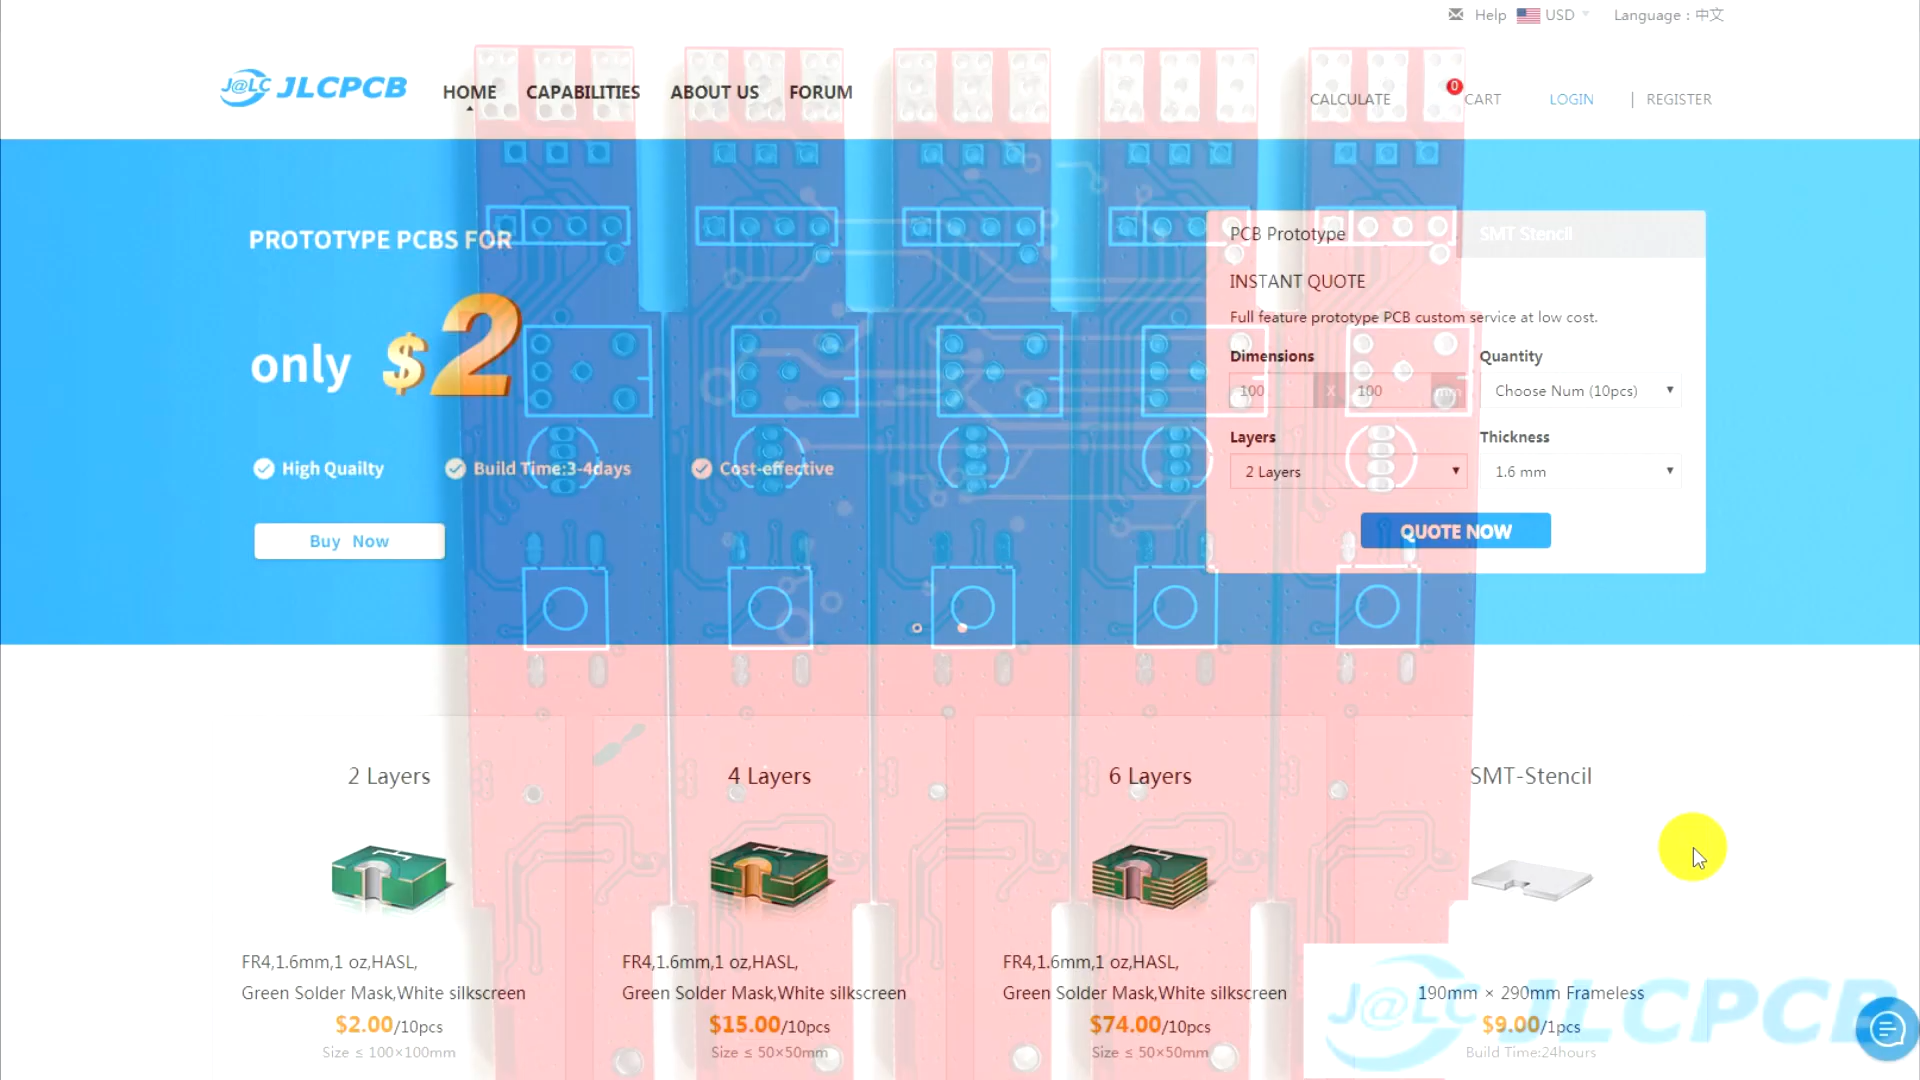 Help USD Language : 中文
J@LC JLCPCB HOME CAPABILITIES ABOUT US FORUM
CALCULATE 0 CART LOGIN | REGISTER
PROTOTYPE PCBS FOR
only $2
High Quailty Build Time:3-4days Cost-effective
Buy Now
PCB Prototype SMT Stencil
INSTANT QUOTE
Full feature prototype PCB custom service at low cost.
Dimensions Quantity
100 X 100 mm Choose Num (10pcs)
Layers Thickness
2 Layers 1.6 mm
QUOTE NOW
2 Layers
FR4,1.6mm,1 oz,HASL,
Green Solder Mask,White silkscreen
$2.00/10pcs
Size ≤ 100×100mm
4 Layers
FR4,1.6mm,1 oz,HASL,
Green Solder Mask,White silkscreen
$15.00/10pcs
Size ≤ 50×50mm
6 Layers
FR4,1.6mm,1 oz,HASL,
Green Solder Mask,White silkscreen
$74.00/10pcs
Size ≤ 50×50mm
SMT-Stencil
190mm × 290mm Frameless
$9.00/1pcs
Build Time:24hours
J@LC JLCPCB